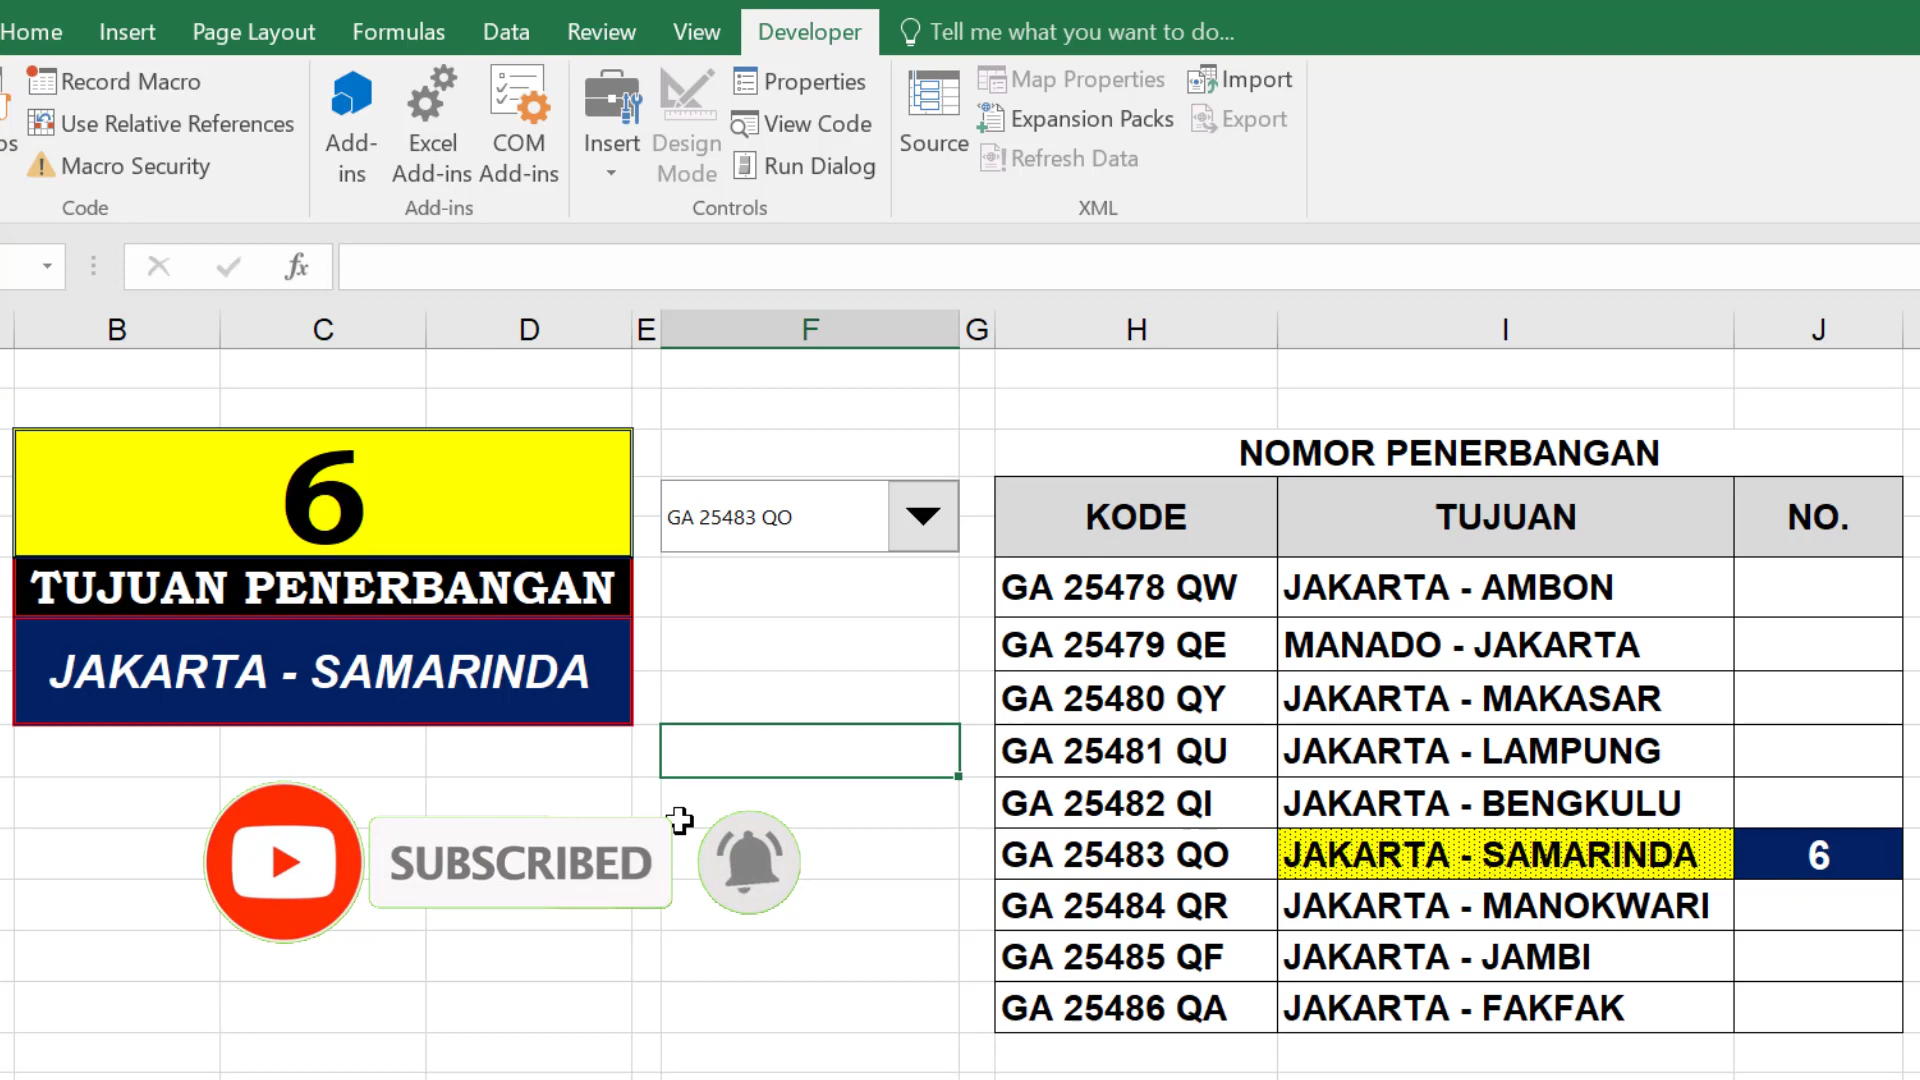 Home Insert Page Layout Formulas Data Review View Developer Tell me what you want to do...
Record Macro
Use Relative References
Macro Security
Code
Add-
ins
Excel
Add-ins
COM
Add-ins
Add-ins
Insert
Design
Mode
Properties
View Code
Run Dialog
Controls
Source
Map Properties
Expansion Packs
Refresh Data
Import
Export
XML
fx
B C D E F G H I J
6
TUJUAN PENERBANGAN
JAKARTA - SAMARINDA
GA 25483 QO
SUBSCRIBED
NOMOR PENERBANGAN
KODE TUJUAN NO.
GA 25478 QW JAKARTA - AMBON
GA 25479 QE MANADO - JAKARTA
GA 25480 QY JAKARTA - MAKASAR
GA 25481 QU JAKARTA - LAMPUNG
GA 25482 QI JAKARTA - BENGKULU
GA 25483 QO JAKARTA - SAMARINDA 6
GA 25484 QR JAKARTA - MANOKWARI
GA 25485 QF JAKARTA - JAMBI
GA 25486 QA JAKARTA - FAKFAK